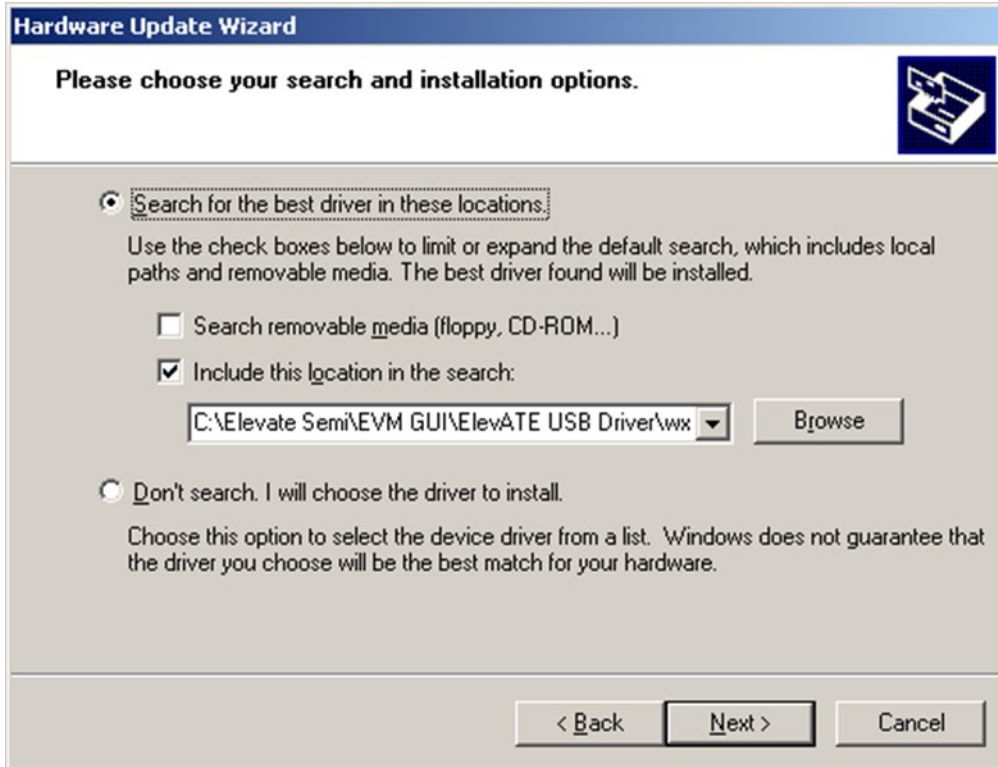 Hardware Update Wizard
Please choose your search and installation options.
Search for the best driver in these locations.
Use the check boxes below to limit or expand the default search, which includes local
paths and removable media. The best driver found will be installed.
Search removable media (floppy, CD-ROM...)
Include this location in the search:
C:\Elevate Semi\EVM GUI\ElevATE USB Driver\wx
Browse
Don't search. I will choose the driver to install.
Choose this option to select the device driver from a list.  Windows does not guarantee that
the driver you choose will be the best match for your hardware.
< Back
Next >
Cancel